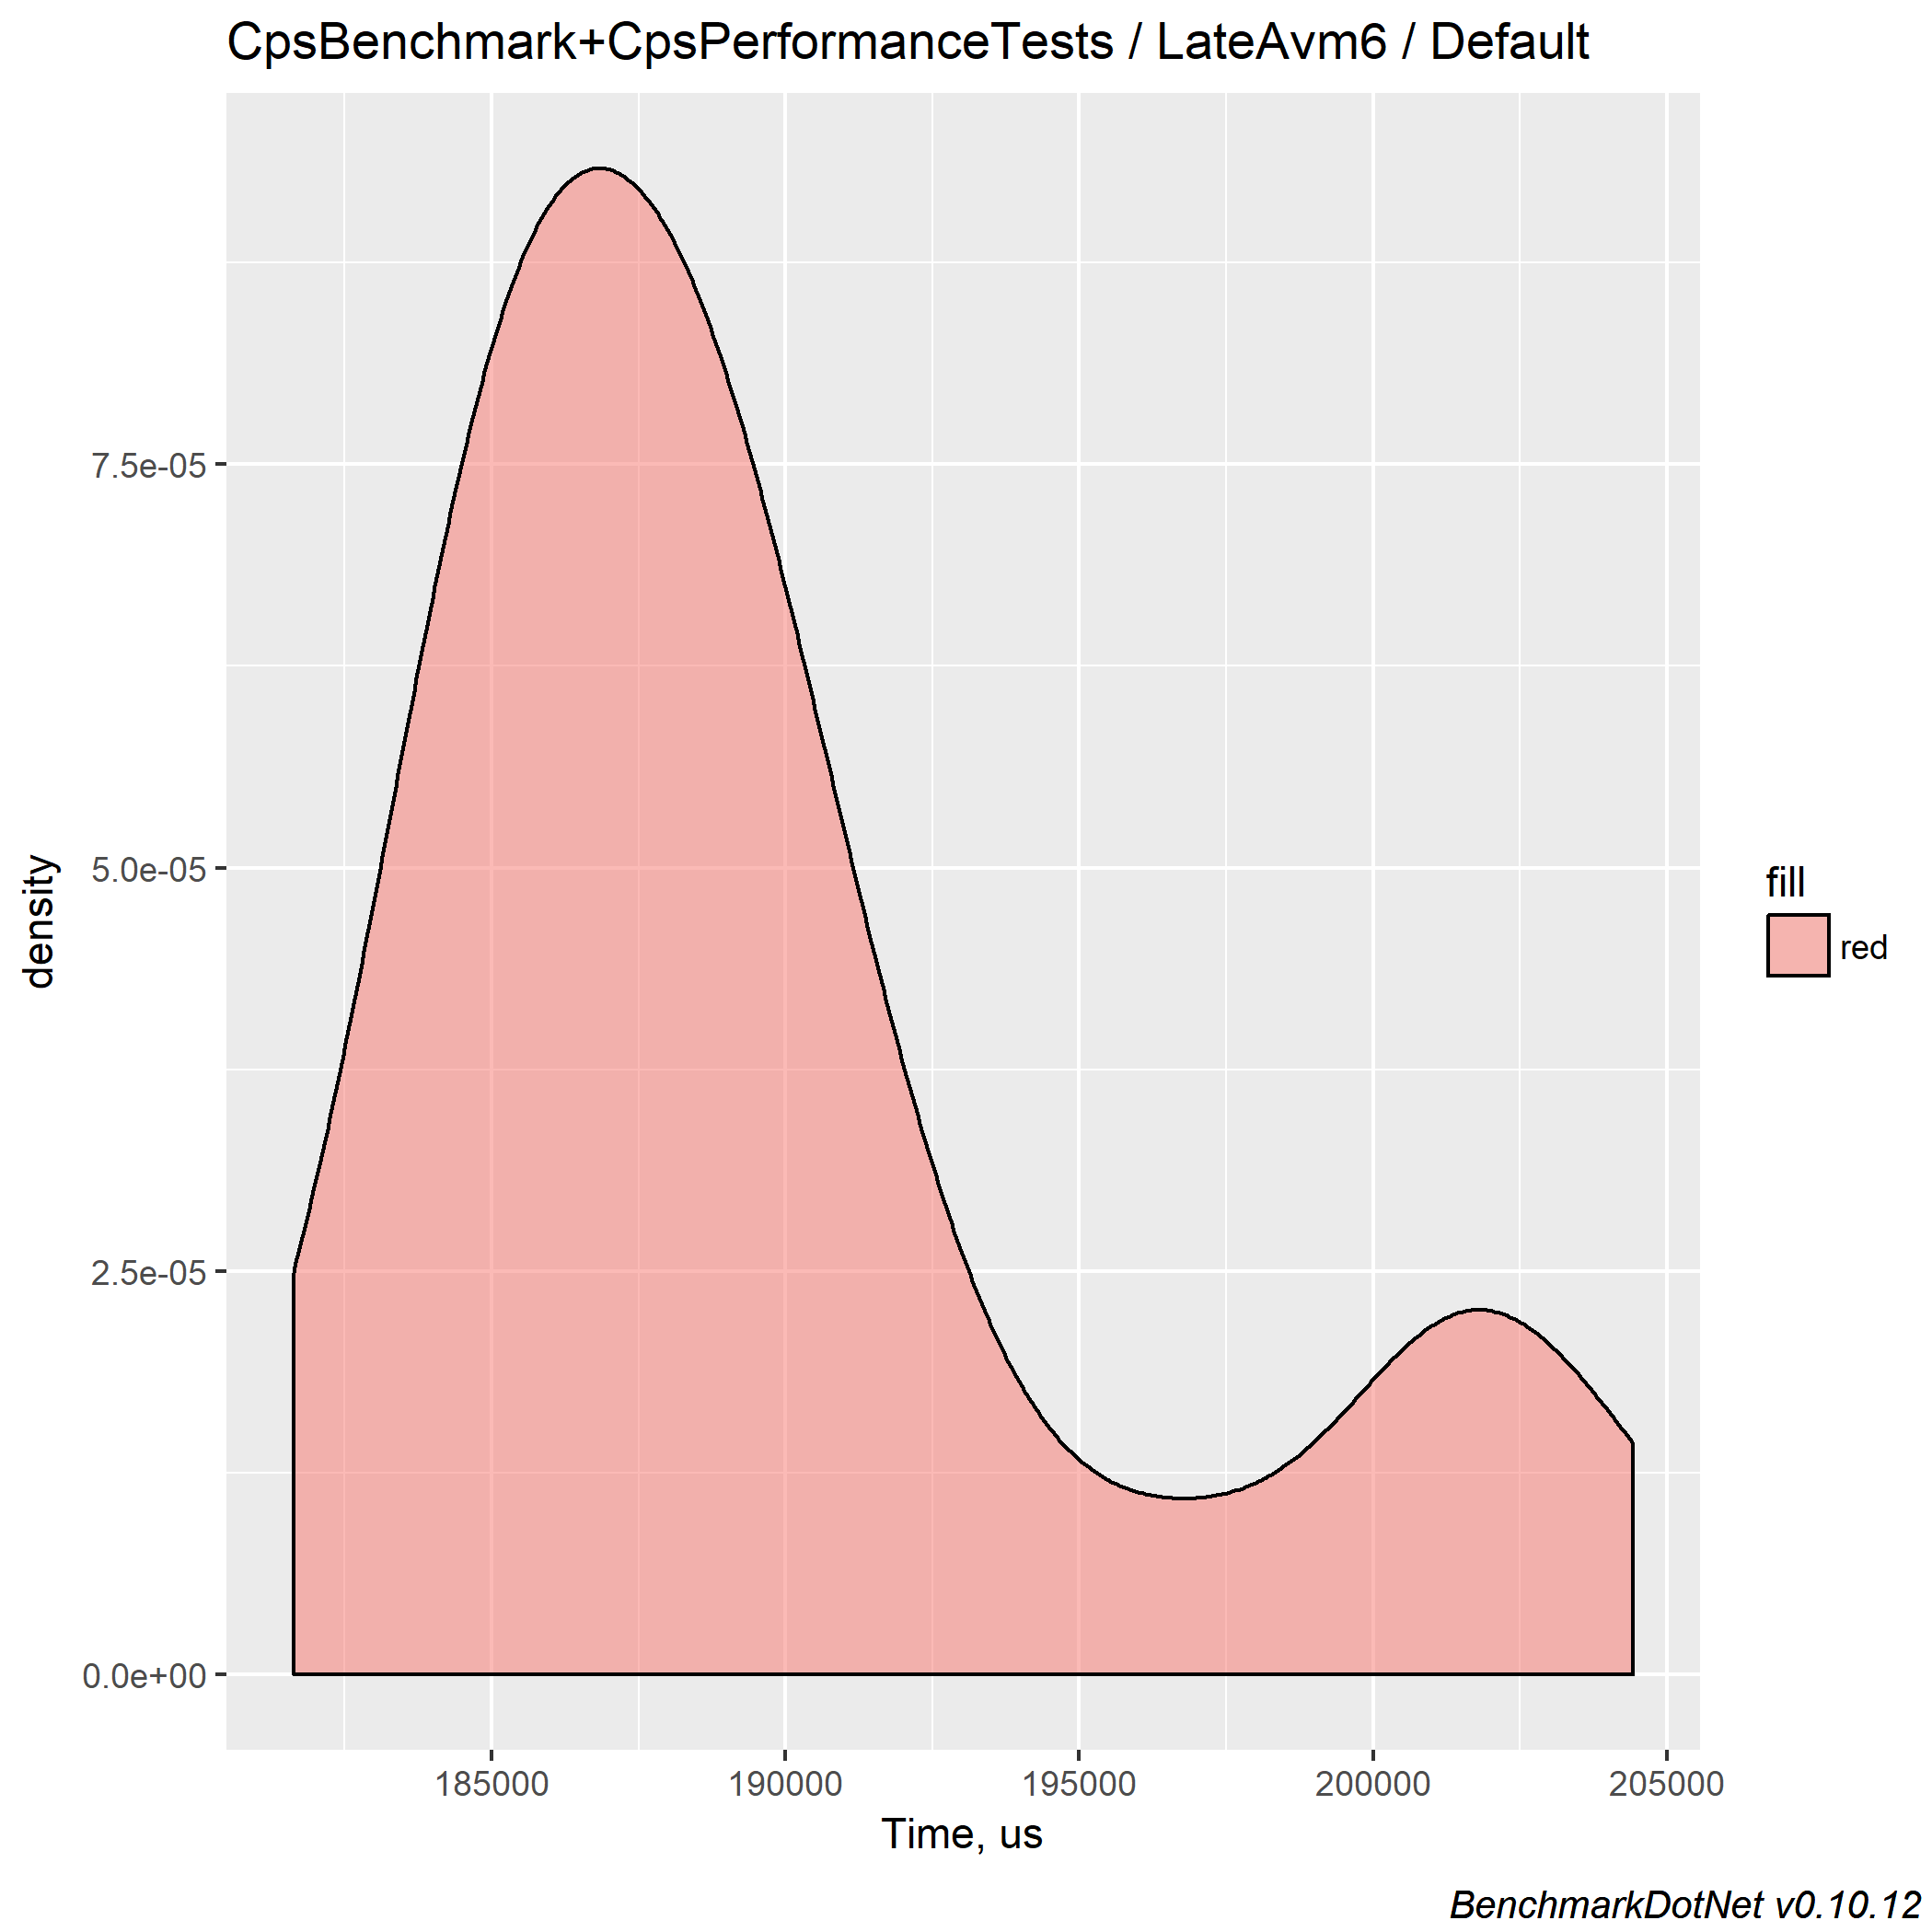 CpsBenchmark+CpsPerformanceTests / LateAvm6 / Default
density
7.5e-05
5.0e-05
2.5e-05
0.0e+00
185000 190000 195000 200000 205000
Time, us
fill
red
BenchmarkDotNet v0.10.12